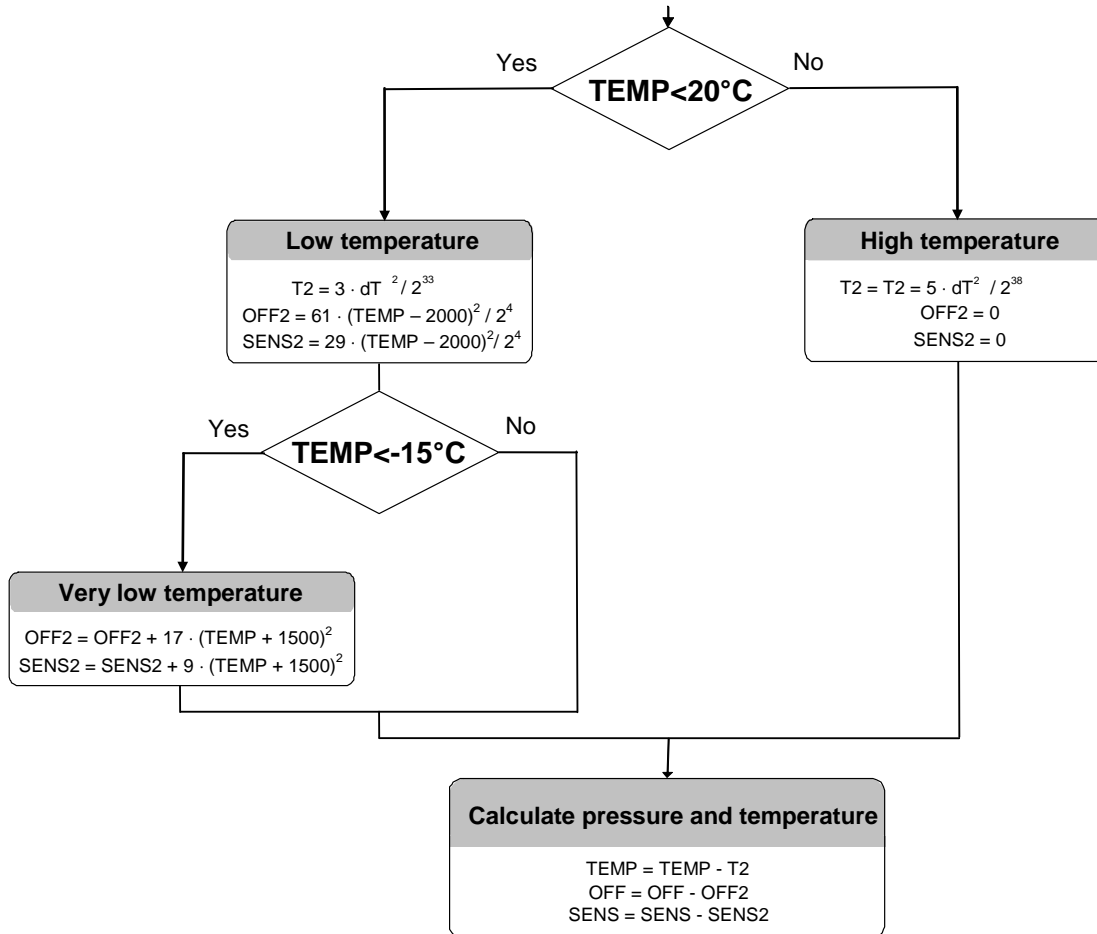 Yes
TEMP<20°C
No
Low temperature
T2 = 3 · dT ² / 2³³
OFF2 = 61 · (TEMP – 2000)² / 2⁴
SENS2 = 29 · (TEMP – 2000)²/ 2⁴
High temperature
T2 = T2 = 5 · dT² / 2³⁸
OFF2 = 0
SENS2 = 0
Yes
TEMP<-15°C
No
Very low temperature
OFF2 = OFF2 + 17 · (TEMP + 1500)²
SENS2 = SENS2 + 9 · (TEMP + 1500)²
Calculate pressure and temperature
TEMP = TEMP - T2
OFF = OFF - OFF2
SENS = SENS - SENS2